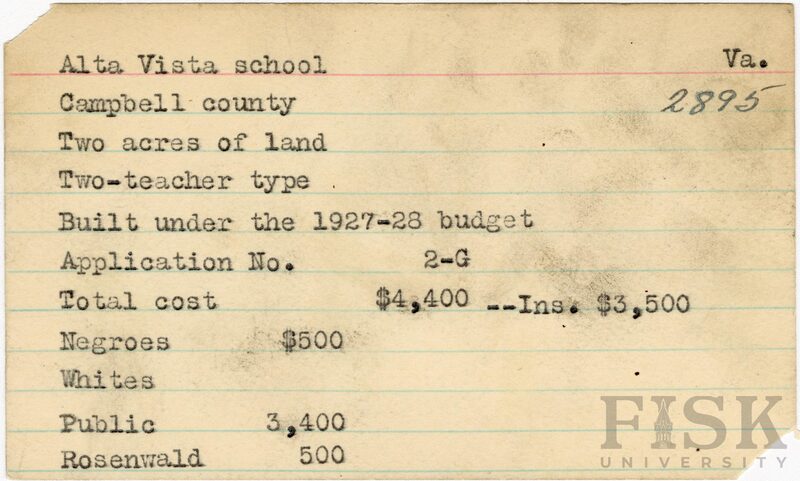 Alta Vista school Va.
Campbell county 2895
Two acres of land
Two-teacher type
Built under the 1927-28 budget
Application No. 2-G
Total cost $4,400 --Ins. $3,500
Negroes $500
Whites
Public 3,400
Rosenwald 500
FISK
UNIVERSITY